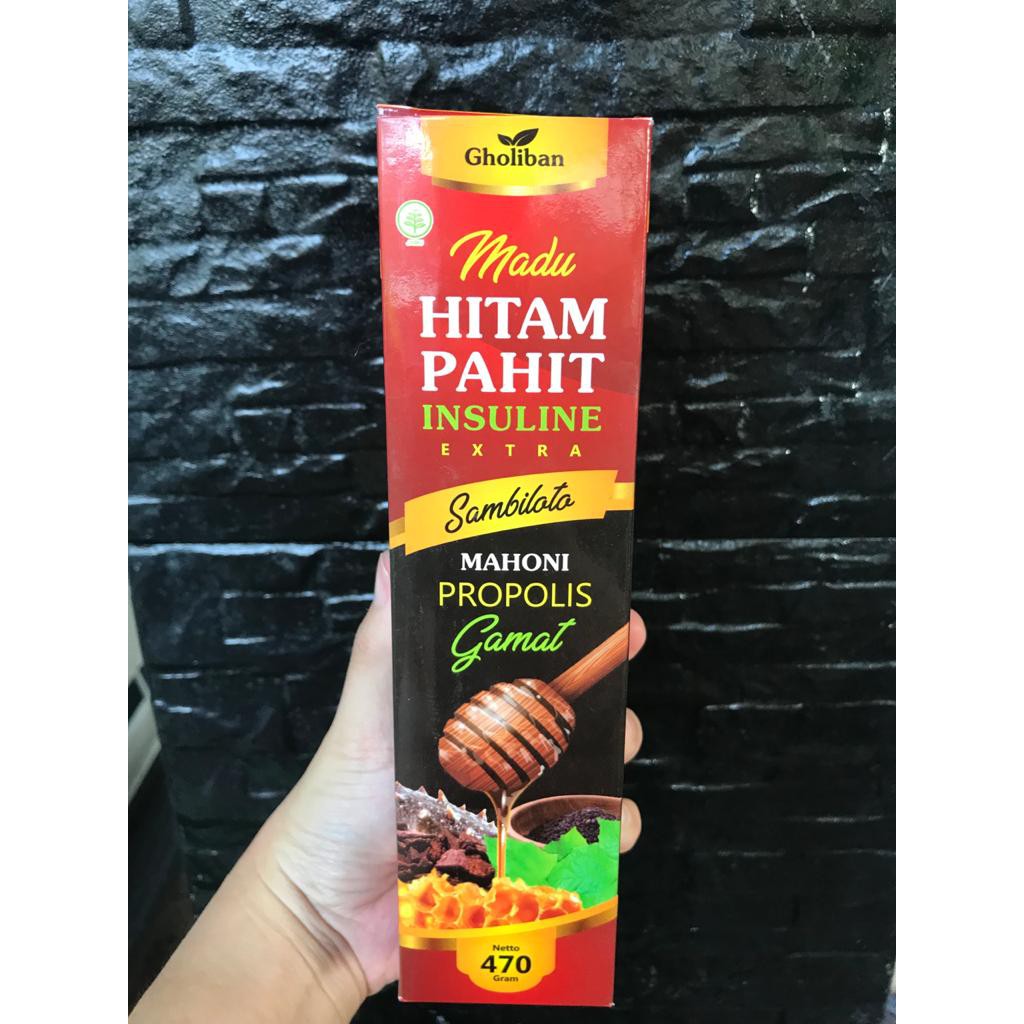 Gholiban
Madu
HITAM
PAHIT
INSULINE
EXTRA
Sambiloto
MAHONI
PROPOLIS
Gamat
Netto
470
Gram